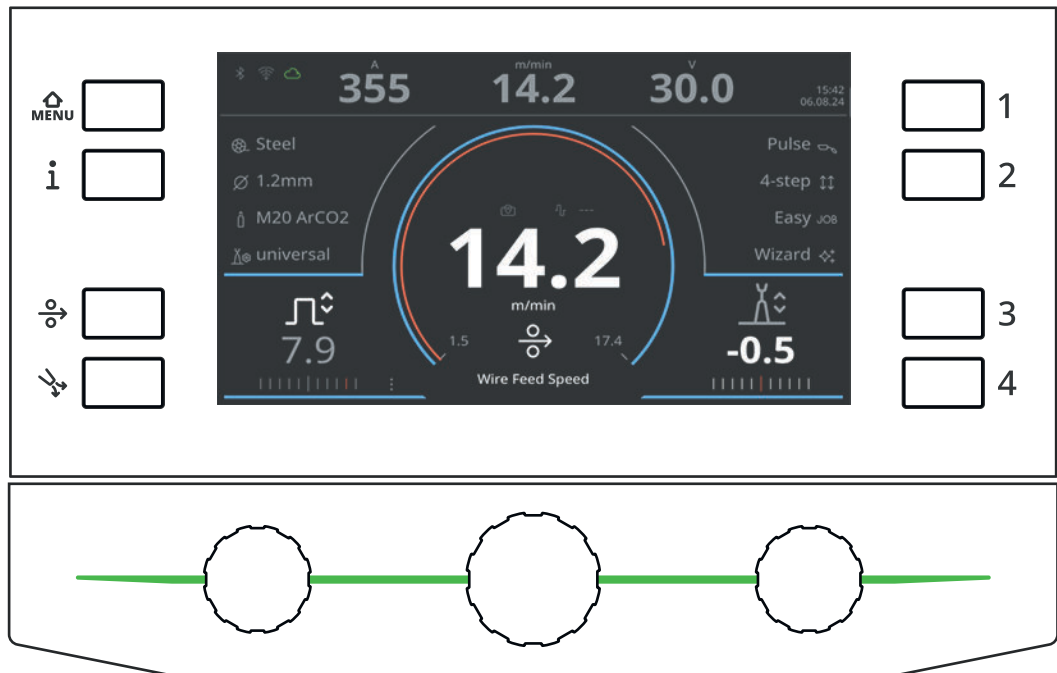 A m/min V
355 14.2 30.0
15:42
06.08.24
MENU
1
i
2
Steel
Pulse
1.2mm
4-step
M20 ArCO2
Easy JOB
universal
Wizard
---
14.2
m/min
3
7.9
1.5
17.4
-0.5
Wire Feed Speed
4